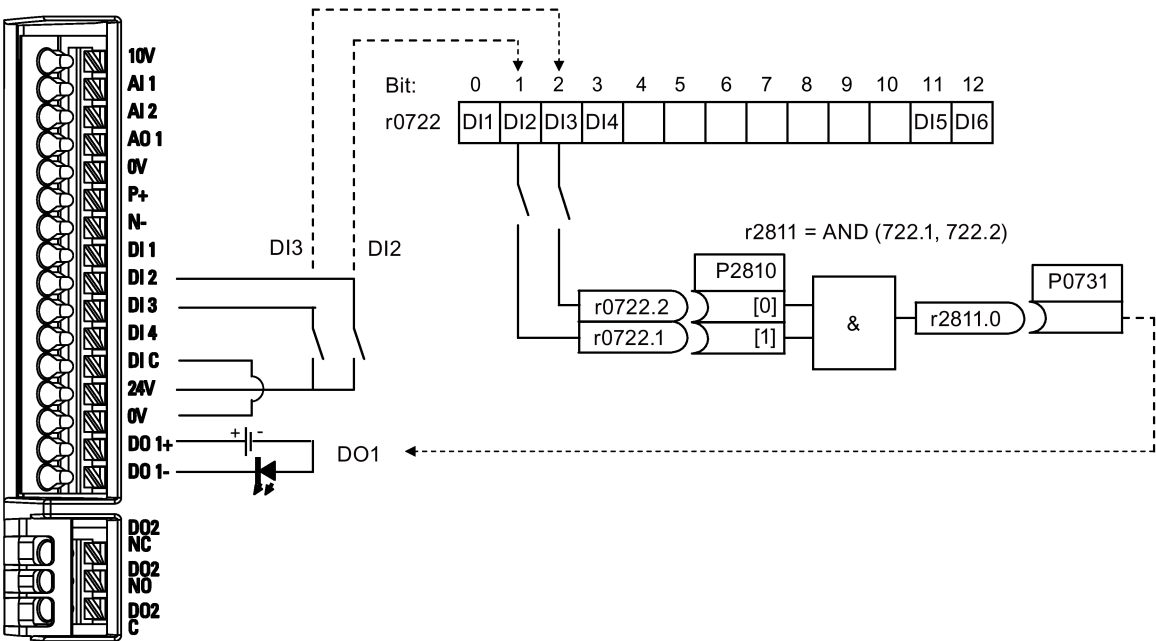 10V
AI 1
AI 2
AO 1
0V
P+
N-
DI 1
DI 2
DI 3
DI 4
DI C
24V
0V
DO 1+
DO 1-
DO2
NC
DO2
NO
DO2
C
DI3 DI2
+ -
DO1
Bit: 0 1 2 3 4 5 6 7 8 9 10 11 12
r0722 DI1 DI2 DI3 DI4 DI5 DI6
r2811 = AND (722.1, 722.2)
P2810
r0722.2 [0]
r0722.1 [1]
&
r2811.0
P0731